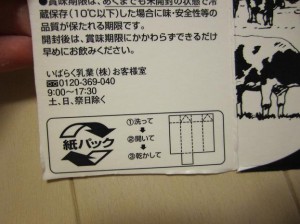 ●賞味期限は、あくまでも未開封の状態で冷
蔵保存(10℃以下)した場合に味・安全性等の
品質が保たれる期限です。
開封後は、賞味期限にかかわらずできるだけ
早めにお飲みください。
いばらく乳業(株)お客様室
0120-369-040
9:00〜17:30
土、日、祭日除く
紙パック
①洗って
②開いて
③乾かして